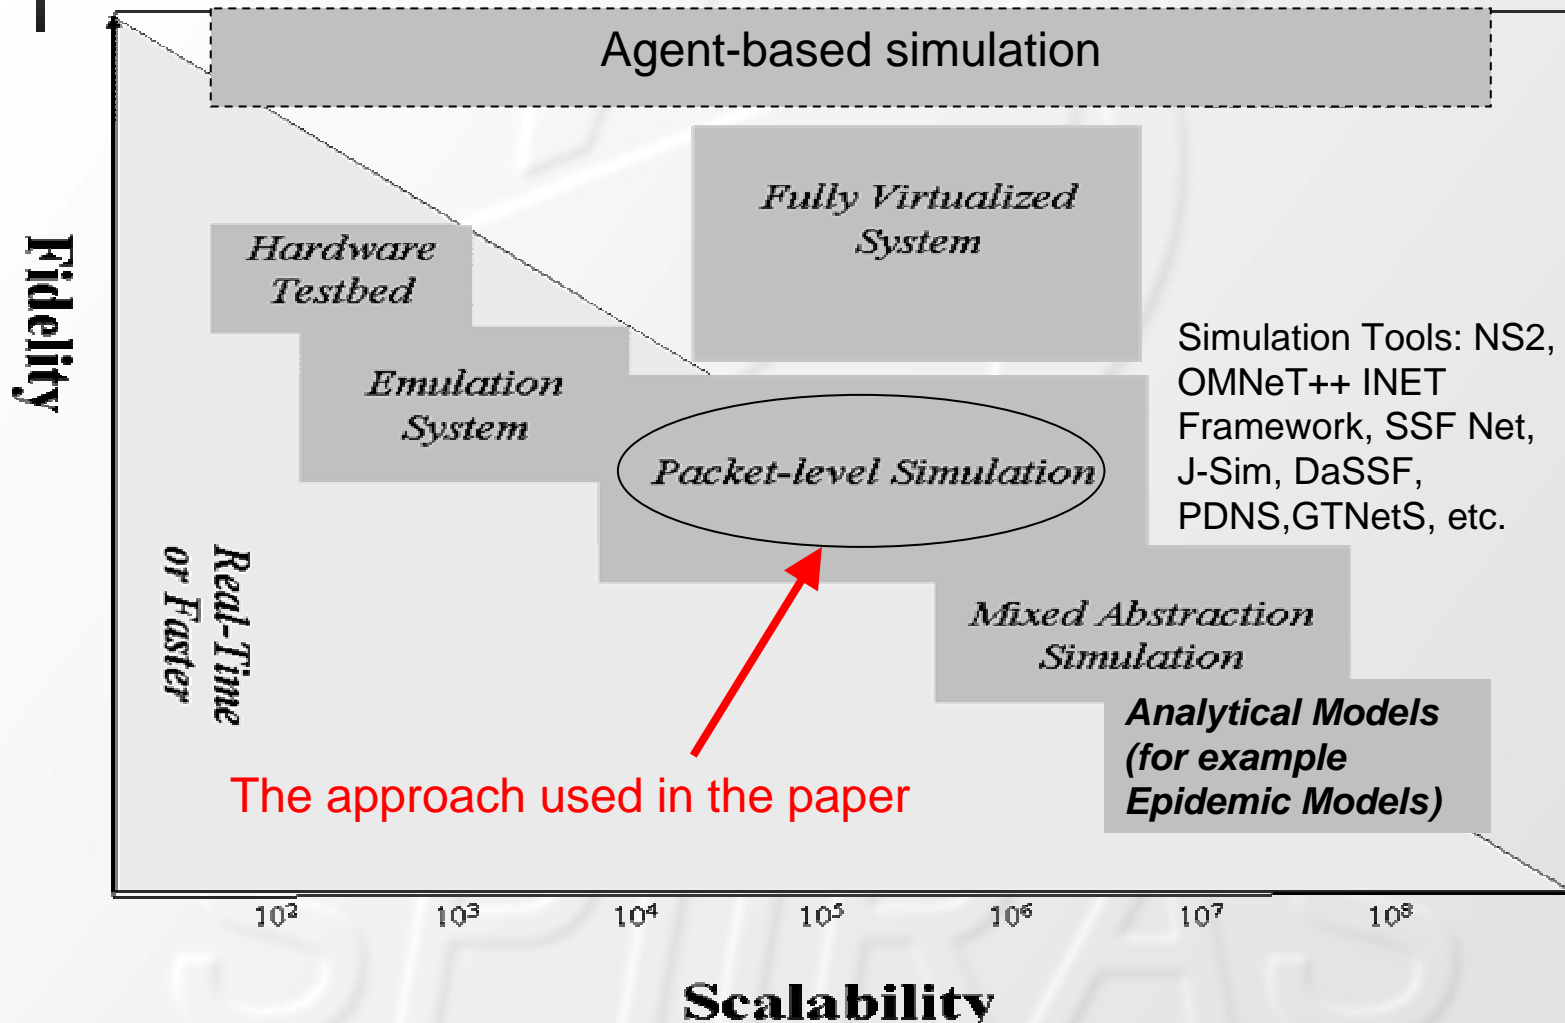 Agent-based simulation
Fully Virtualized
System
Hardware
Testbed
Fidelity
Simulation Tools: NS2,
OMNeT++ INET
Framework, SSF Net,
J-Sim, DaSSF,
PDNS,GTNetS, etc.
Emulation
System
Packet-level Simulation
Real-Time
or Faster
Mixed Abstraction
Simulation
Analytical Models
(for example
Epidemic Models)
The approach used in the paper
10² 10³ 10⁴ 10⁵ 10⁶ 10⁷ 10⁸
Scalability
SPIIRAS